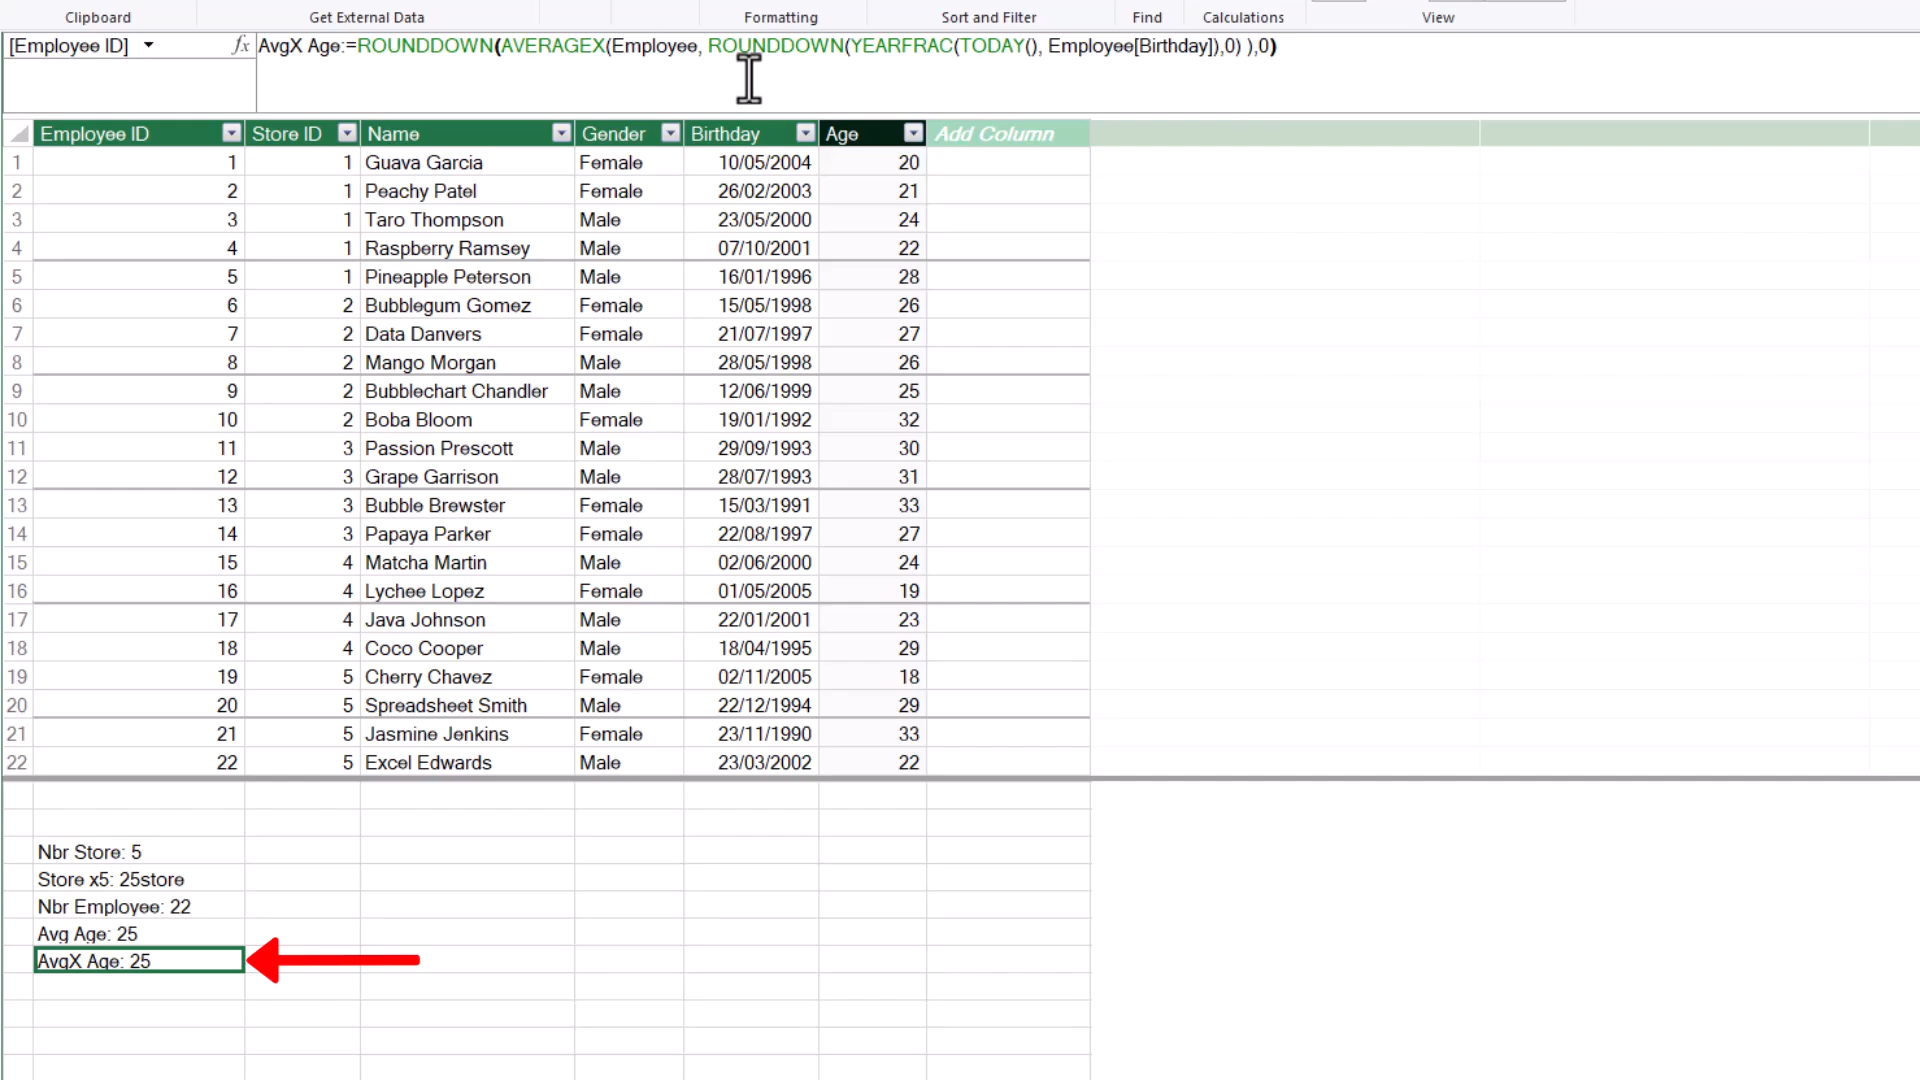 Clipboard Get External Data Formatting Sort and Filter Find Calculations View
[Employee ID] fx AvgX Age:=ROUNDDOWN(AVERAGEX(Employee, ROUNDDOWN(YEARFRAC(TODAY(), Employee[Birthday]),0) ),0)
Employee ID Store ID Name Gender Birthday Age Add Column
1 1 1 Guava Garcia Female 10/05/2004 20
2 2 1 Peachy Patel Female 26/02/2003 21
3 3 1 Taro Thompson Male 23/05/2000 24
4 4 1 Raspberry Ramsey Male 07/10/2001 22
5 5 1 Pineapple Peterson Male 16/01/1996 28
6 6 2 Bubblegum Gomez Female 15/05/1998 26
7 7 2 Data Danvers Female 21/07/1997 27
8 8 2 Mango Morgan Male 28/05/1998 26
9 9 2 Bubblechart Chandler Male 12/06/1999 25
10 10 2 Boba Bloom Female 19/01/1992 32
11 11 3 Passion Prescott Male 29/09/1993 30
12 12 3 Grape Garrison Male 28/07/1993 31
13 13 3 Bubble Brewster Female 15/03/1991 33
14 14 3 Papaya Parker Female 22/08/1997 27
15 15 4 Matcha Martin Male 02/06/2000 24
16 16 4 Lychee Lopez Female 01/05/2005 19
17 17 4 Java Johnson Male 22/01/2001 23
18 18 4 Coco Cooper Male 18/04/1995 29
19 19 5 Cherry Chavez Female 02/11/2005 18
20 20 5 Spreadsheet Smith Male 22/12/1994 29
21 21 5 Jasmine Jenkins Female 23/11/1990 33
22 22 5 Excel Edwards Male 23/03/2002 22
Nbr Store: 5
Store x5: 25store
Nbr Employee: 22
Avg Age: 25
AvgX Age: 25